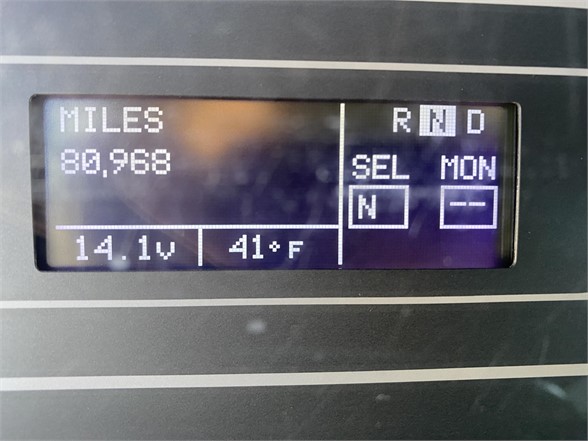 MILES
80,968
14.1V 41°F
R N D
SEL MON
N --